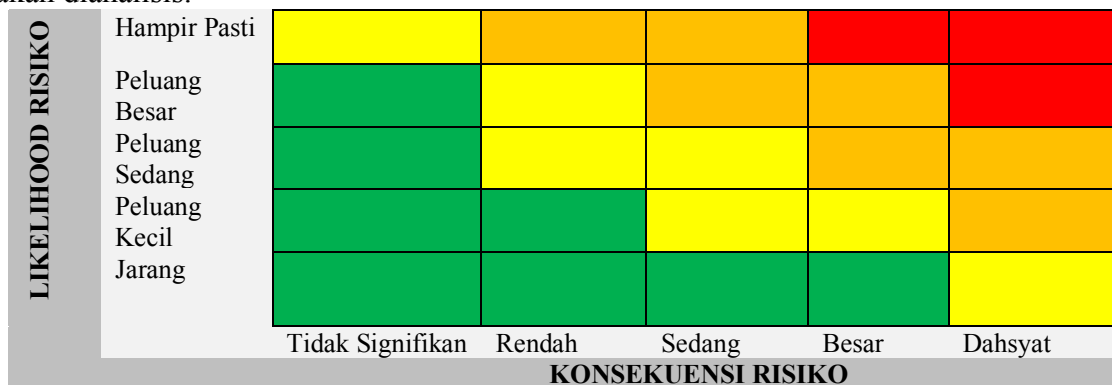 LIKELIHOOD RISIKO
Hampir Pasti
Peluang
Besar
Peluang
Sedang
Peluang
Kecil
Jarang
Tidak Signifikan Rendah Sedang Besar Dahsyat
KONSEKUENSI RISIKO